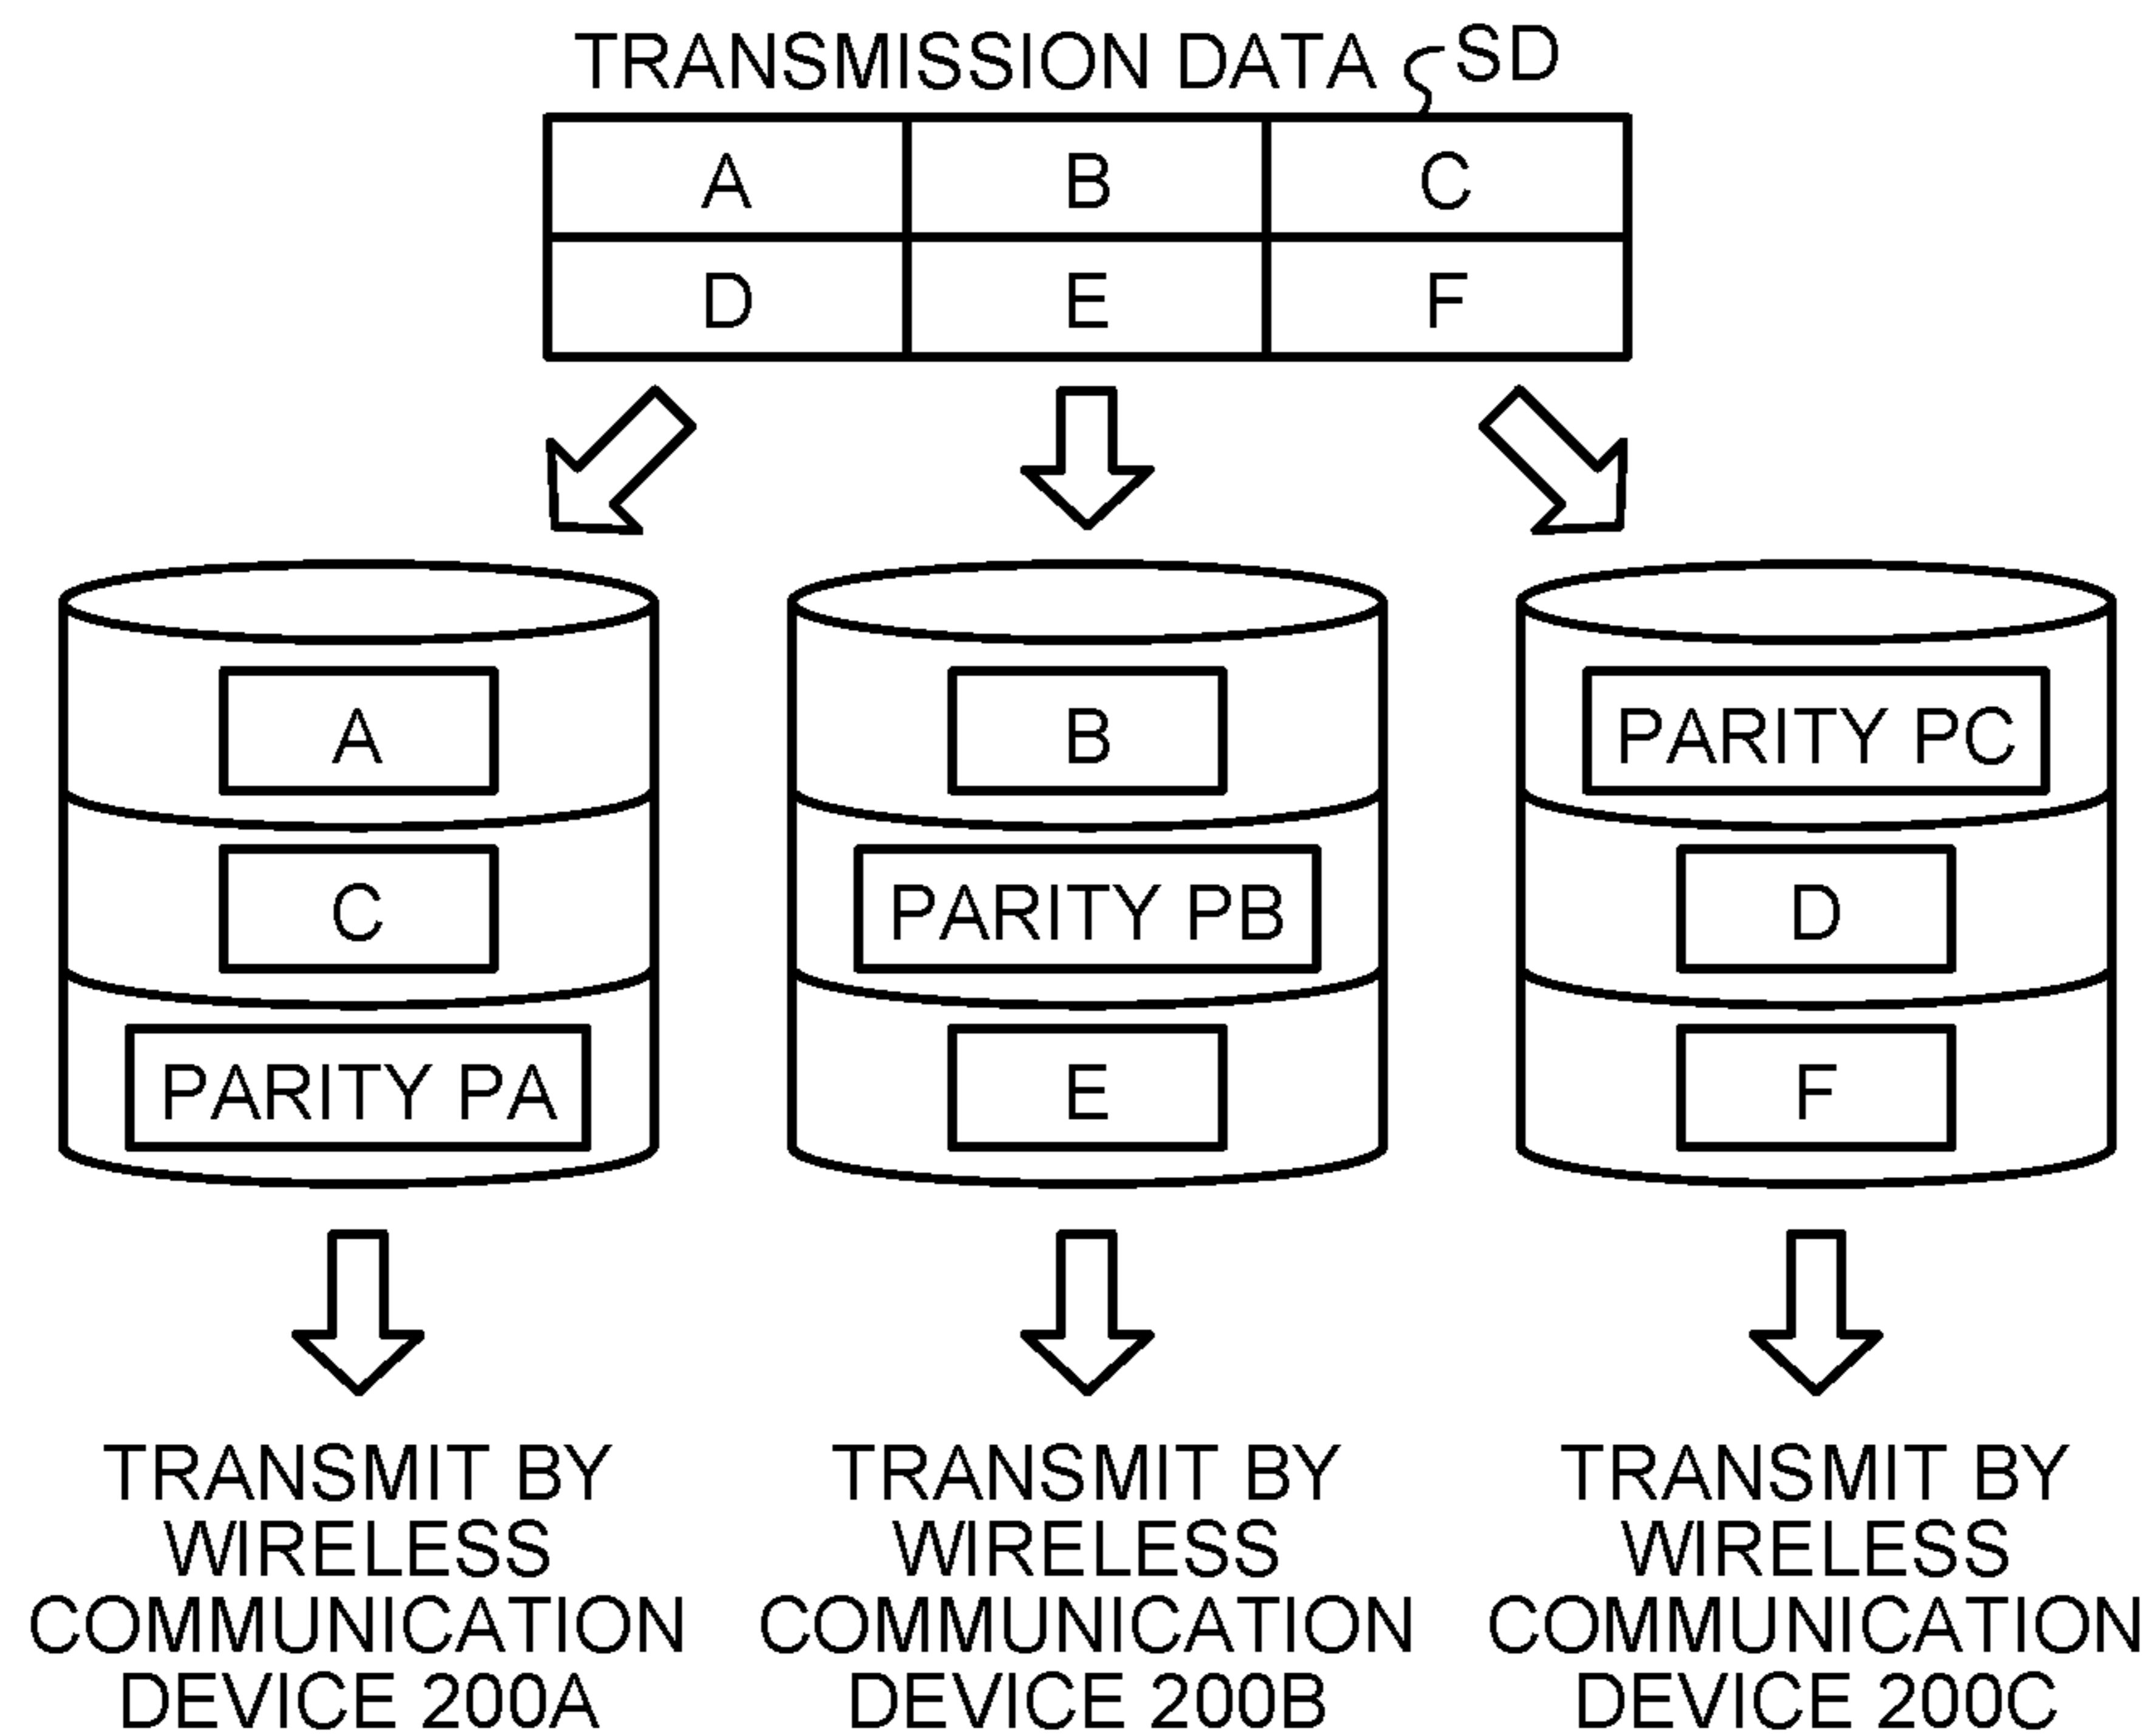 TRANSMISSION DATA SD
A B C
D E F
A B PARITY PC
C PARITY PB D
PARITY PA E F
TRANSMIT BY WIRELESS COMMUNICATION DEVICE 200A
TRANSMIT BY WIRELESS COMMUNICATION DEVICE 200B
TRANSMIT BY WIRELESS COMMUNICATION DEVICE 200C